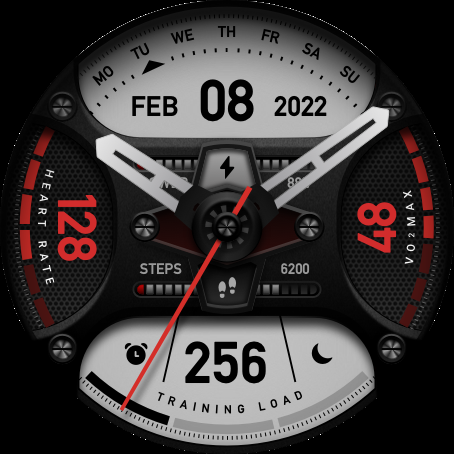 MO TU WE TH FR SA SU
FEB 08 2022
HEART RATE
128
48
VO2MAX
STEPS 6200
256
TRAINING LOAD